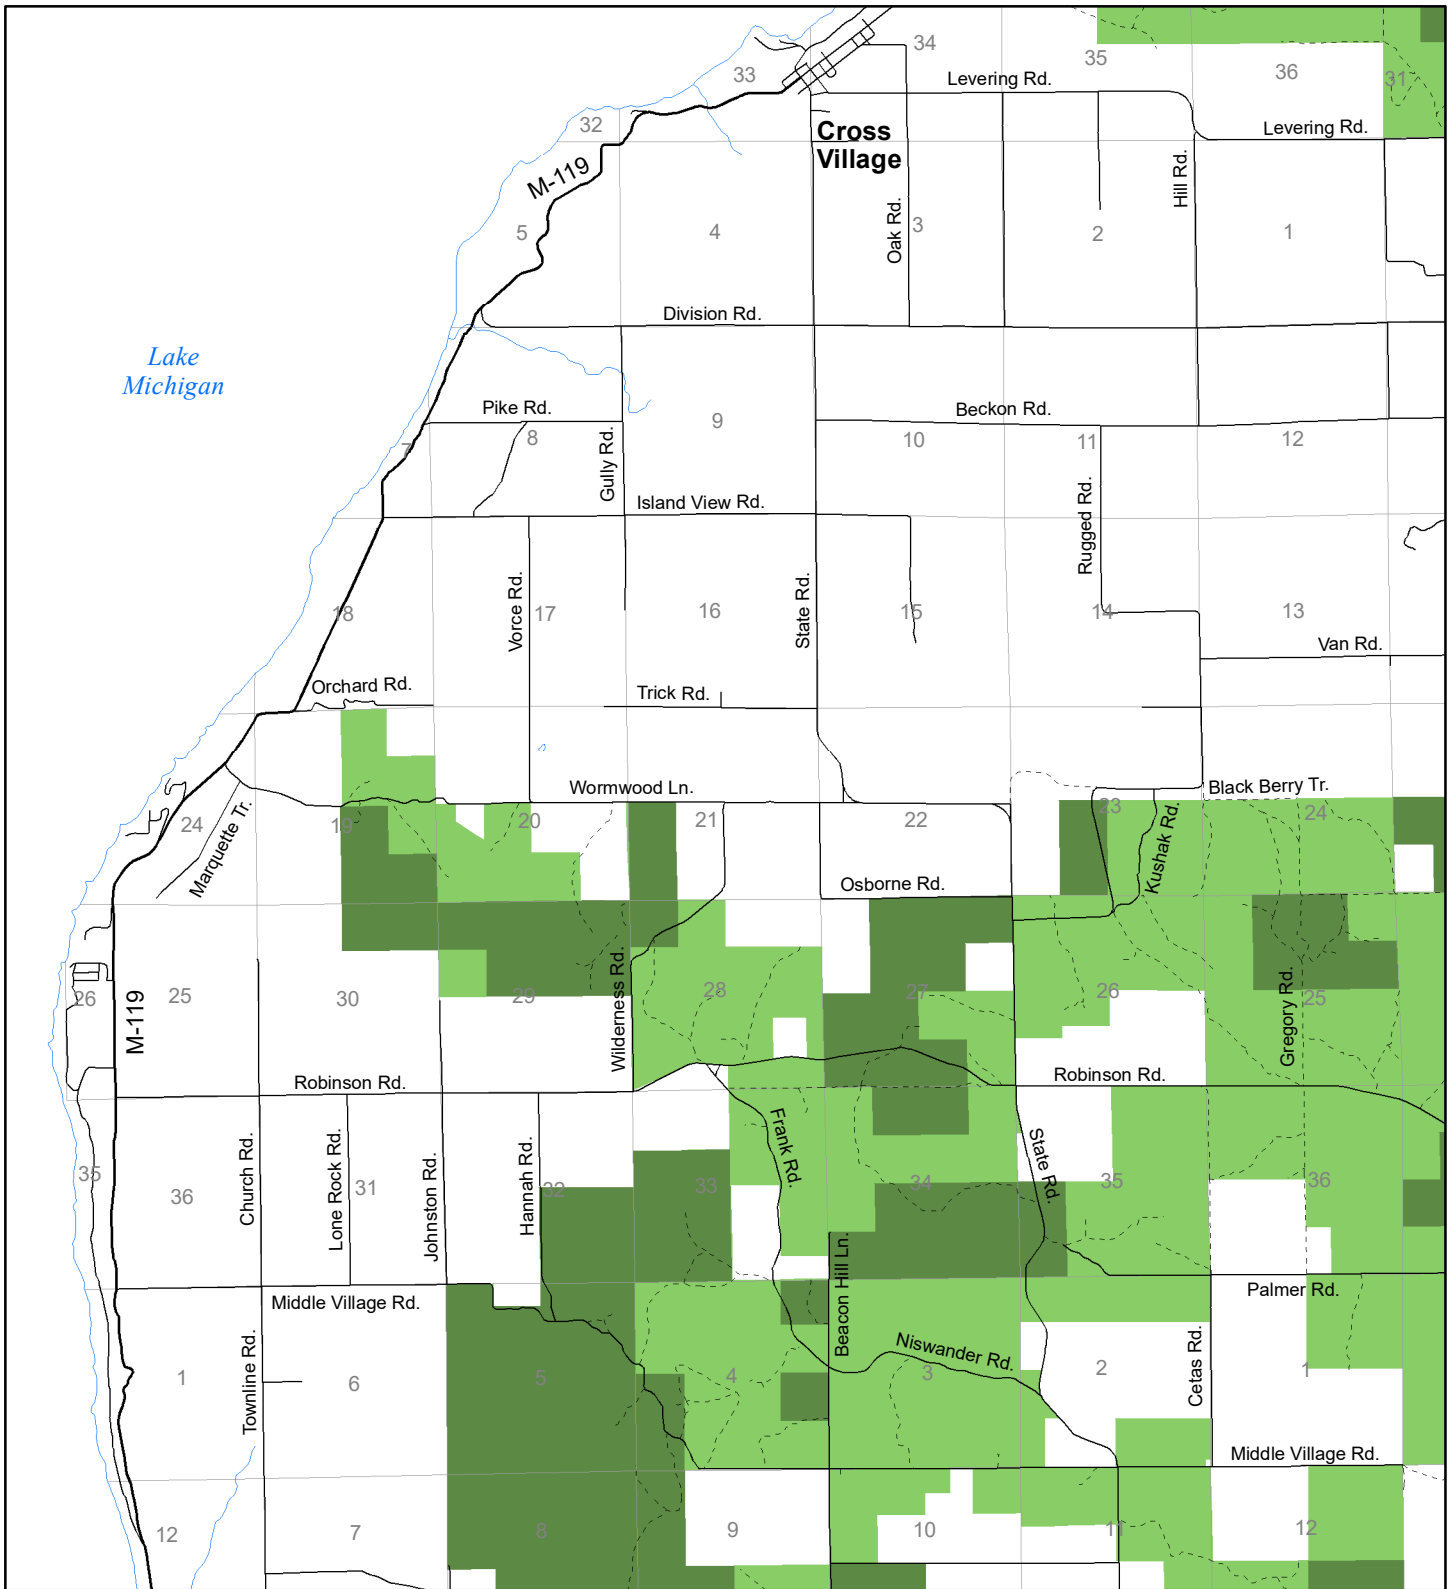 34
35
33
36
31
Levering Rd.
32
Levering Rd.
Cross
Village
M-119
Hill Rd.
Oak Rd.
5
4
3
2
1
Division Rd.
Lake
Michigan
Pike Rd.
Beckon Rd.
7
8
9
10
11
12
Gully Rd.
Island View Rd.
Rugged Rd.
Vorce Rd.
State Rd.
18
17
16
15
14
13
Van Rd.
Orchard Rd.
Trick Rd.
Wormwood Ln.
Black Berry Tr.
24
Marquette Tr.
19
20
21
22
23
Kushak Rd.
24
Osborne Rd.
26
25
M-119
30
29
Wilderness Rd.
28
27
26
Gregory Rd.
25
Robinson Rd.
Robinson Rd.
35
36
Church Rd.
Lone Rock Rd.
31
Johnston Rd.
Hannah Rd.
32
33
Frank Rd.
34
State Rd.
35
36
Beacon Hill Ln.
Middle Village Rd.
Palmer Rd.
Niswander Rd.
1
Townline Rd.
6
5
4
3
2
Cetas Rd.
1
Middle Village Rd.
12
7
8
9
10
11
12